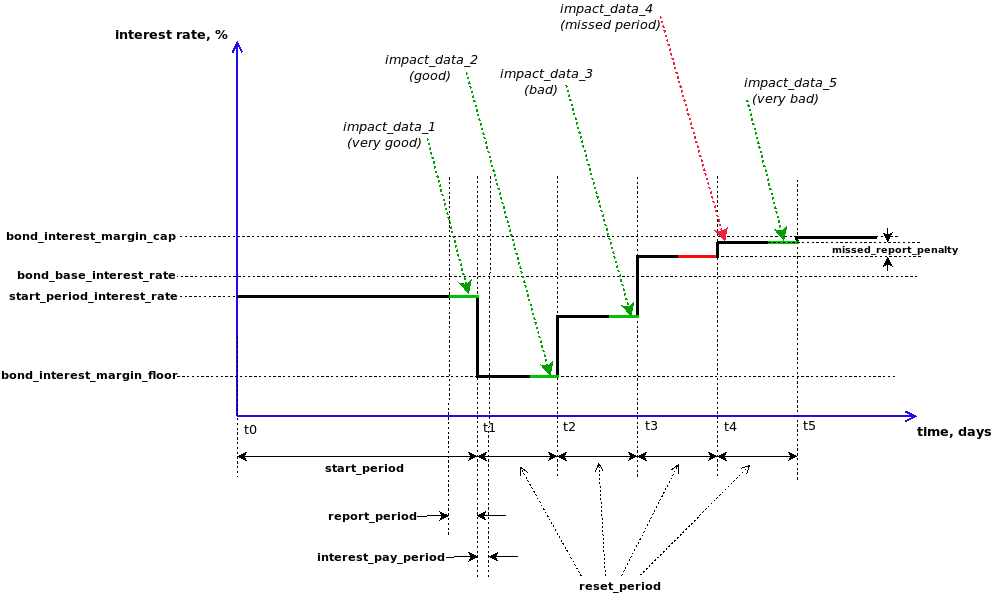 impact_data_4
(missed period)
interest rate, %
impact_data_2
(good)
impact_data_3
(bad)
impact_data_5
(very bad)
impact_data_1
(very good)
bond_interest_margin_cap
missed_report_penalty
bond_base_interest_rate
start_period_interest_rate
bond_interest_margin_floor
t0
t1
t2
t3
t4
t5
time, days
start_period
report_period
interest_pay_period
reset_period